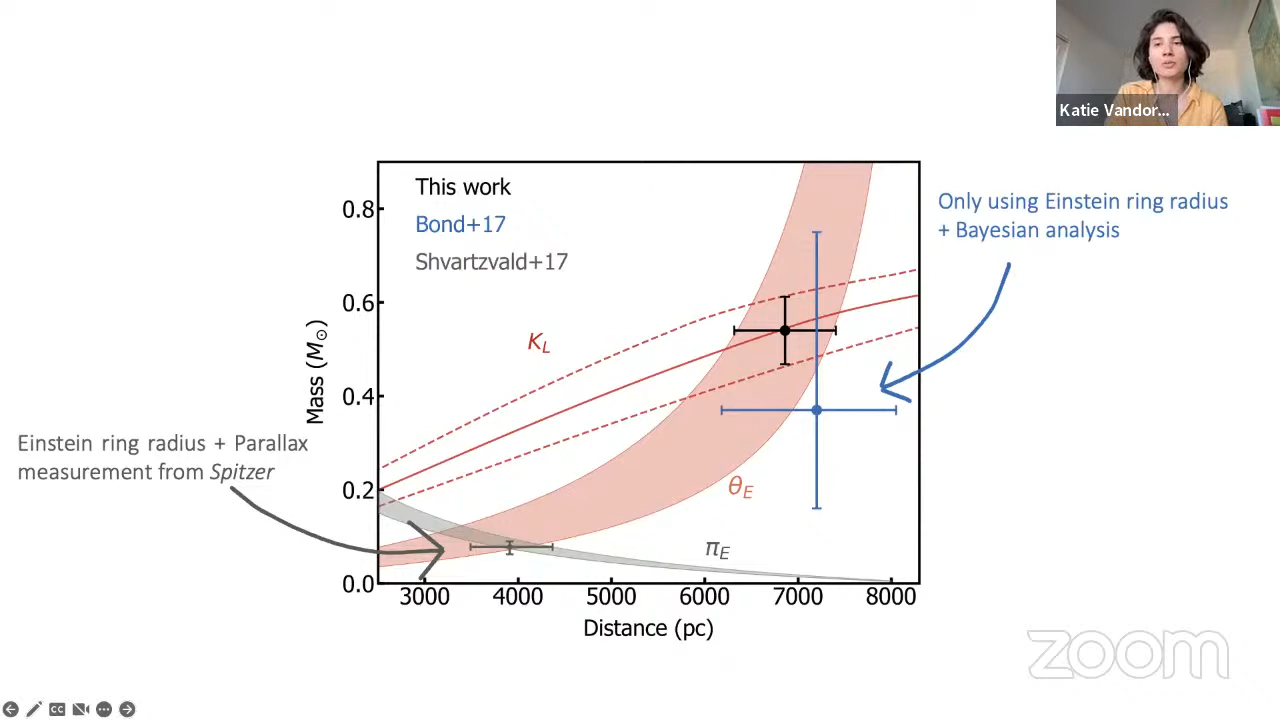 Katie Vandor...
This work
Bond+17
Shvartzvald+17
Only using Einstein ring radius
+ Bayesian analysis
Einstein ring radius + Parallax
measurement from Spitzer
K_L
θ_E
π_E
0.8
0.6
0.4
0.2
0.0
Mass (M☉)
3000 4000 5000 6000 7000 8000
Distance (pc)
zoom
CC